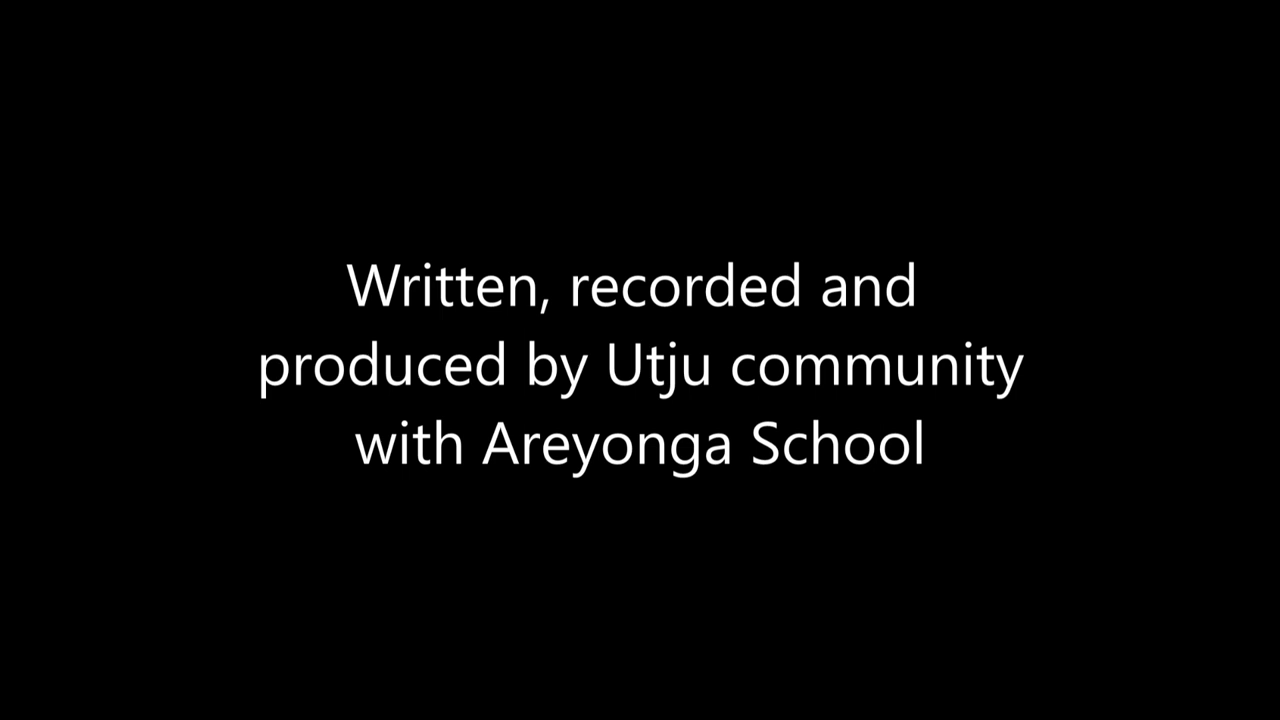 Written, recorded and
produced by Utju community
with Areyonga School